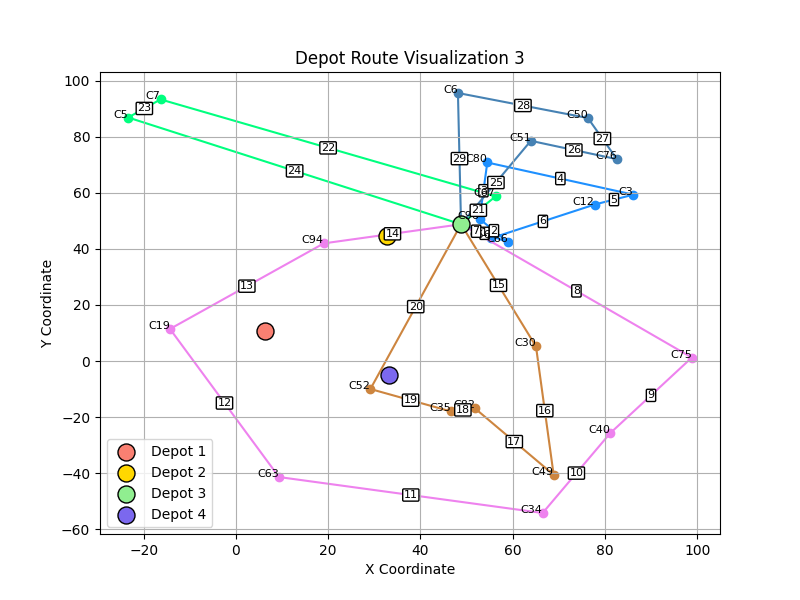 Depot Route Visualization 3
Y Coordinate
100
80
60
40
20
0
−20
−40
−60
−20
0
20
40
60
80
100
X Coordinate
C6
C7
23
28
C5
C50
27
C51
22
26
C76
29
C80
24
4
25
C3
5
C12
21
6
14
2
C94
8
15
13
20
C19
C30
C75
9
C52
19
12
C35
18
16
C40
17
C63
C49
10
11
C34
Depot 1
Depot 2
Depot 3
Depot 4